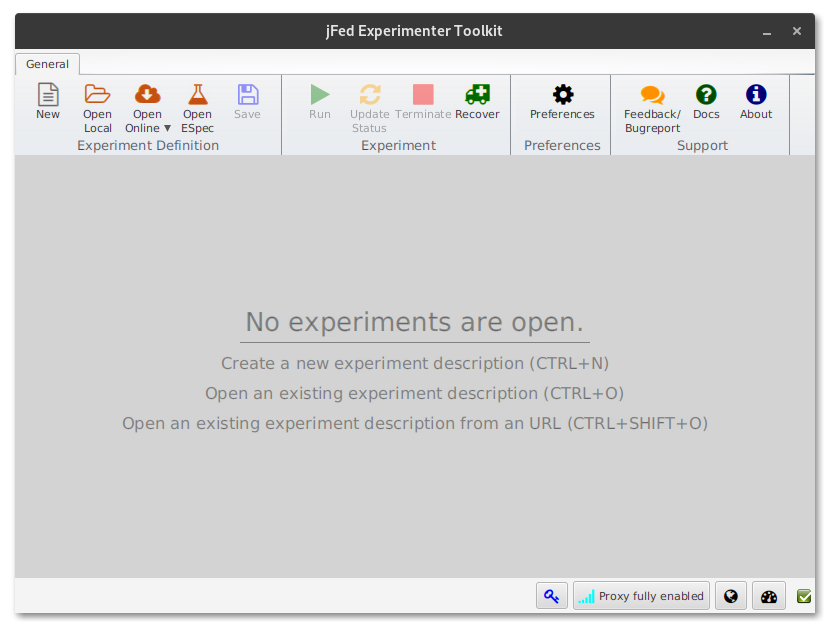 jFed Experimenter Toolkit
General
New
Open Local
Open Online ▼
Open ESpec
Save
Experiment Definition
Run
Update Status
Terminate
Recover
Experiment
Preferences
Preferences
Feedback/ Bugreport
Docs
About
Support
No experiments are open.
Create a new experiment description (CTRL+N)
Open an existing experiment description (CTRL+O)
Open an existing experiment description from an URL (CTRL+SHIFT+O)
Proxy fully enabled